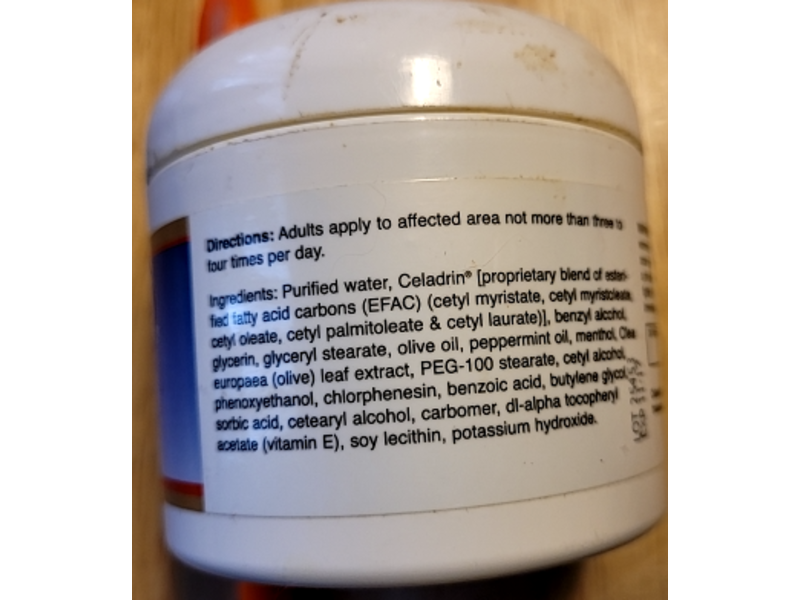 Directions: Adults apply to affected area not more than three to
four times per day.
Ingredients: Purified water, Celadrin® [proprietary blend of esteri-
fied fatty acid carbons (EFAC) (cetyl myristate, cetyl myristoleate,
cetyl oleate, cetyl palmitoleate & cetyl laurate)], benzyl alcohol,
glycerin, glyceryl stearate, olive oil, peppermint oil, menthol, Olea
europaea (olive) leaf extract, PEG-100 stearate, cetyl alcohol,
phenoxyethanol, chlorphenesin, benzoic acid, butylene glycol,
sorbic acid, cetearyl alcohol, carbomer, dl-alpha tocopheryl
acetate (vitamin E), soy lecithin, potassium hydroxide.
LOT